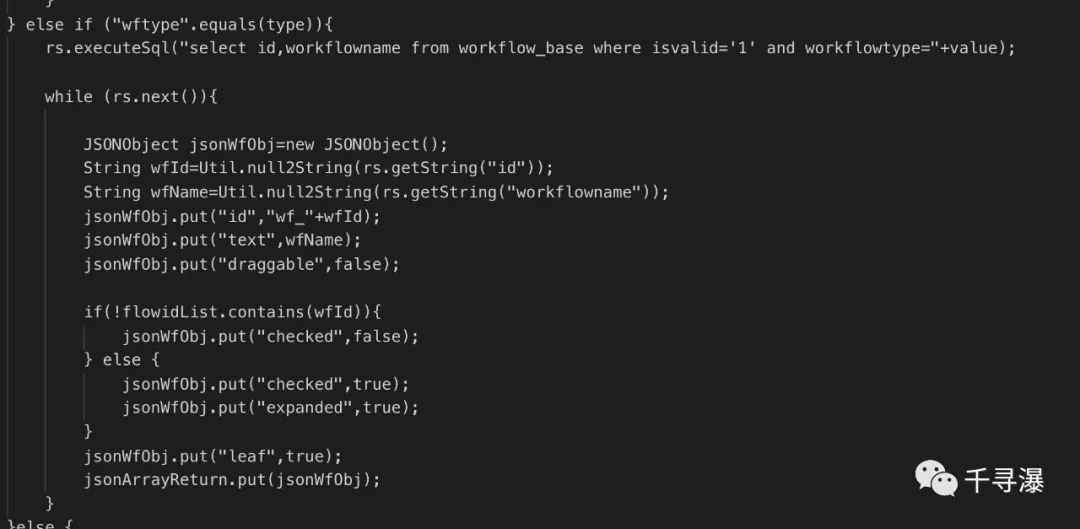 }
} else if ("wftype".equals(type)){
rs.executeSql("select id,workflowname from workflow_base where isvalid='1' and workflowtype="+value);
while (rs.next()){
JSONObject jsonWfObj=new JSONObject();
String wfId=Util.null2String(rs.getString("id"));
String wfName=Util.null2String(rs.getString("workflowname"));
jsonWfObj.put("id","wf_"+wfId);
jsonWfObj.put("text",wfName);
jsonWfObj.put("draggable",false);
if(!flowidList.contains(wfId)){
jsonWfObj.put("checked",false);
} else {
jsonWfObj.put("checked",true);
jsonWfObj.put("expanded",true);
}
jsonWfObj.put("leaf",true);
jsonArrayReturn.put(jsonWfObj);
}
}else {
千寻瀑